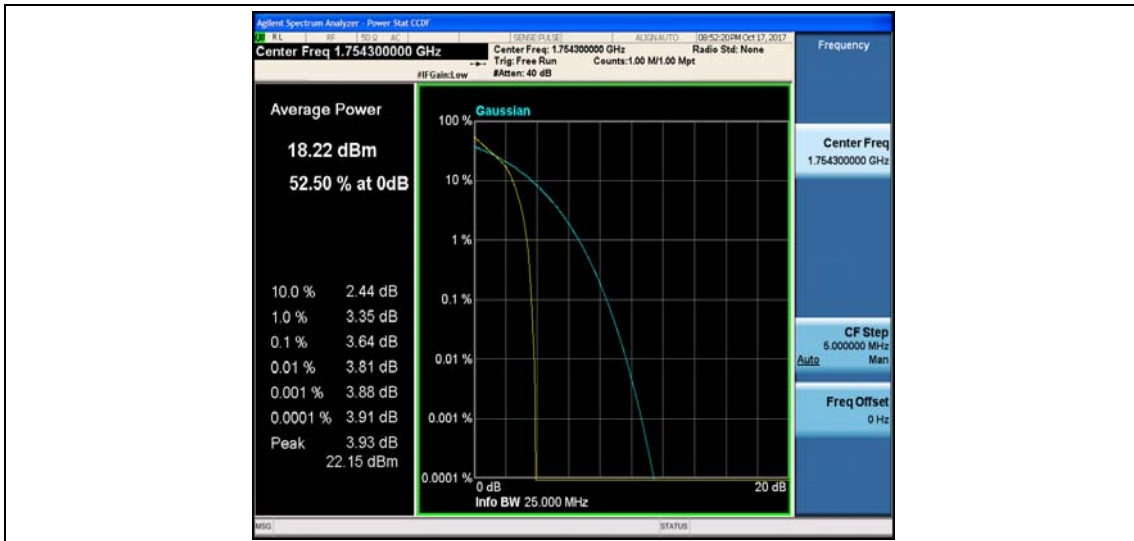 Agilent Spectrum Analyzer - Power Stat CCDF
RL RF 50 Ω AC SENSE:PULSE ALIGNAUTO 08:52:20PM Oct 17, 2017
Center Freq 1.754300000 GHz
Center Freq: 1.754300000 GHz Radio Std: None
Trig: Free Run Counts:1.00 M/1.00 Mpt
#IFGain:Low #Atten: 40 dB
Frequency
Average Power
18.22 dBm
52.50 % at 0dB
10.0 % 2.44 dB
1.0 % 3.35 dB
0.1 % 3.64 dB
0.01 % 3.81 dB
0.001 % 3.88 dB
0.0001 % 3.91 dB
Peak 3.93 dB
22.15 dBm
Gaussian
100 %
10 %
1 %
0.1 %
0.01 %
0.001 %
0.0001 %
0 dB 20 dB
Info BW 25.000 MHz
Center Freq
1.754300000 GHz
CF Step
5.000000 MHz
Auto Man
Freq Offset
0 Hz
MSG STATUS